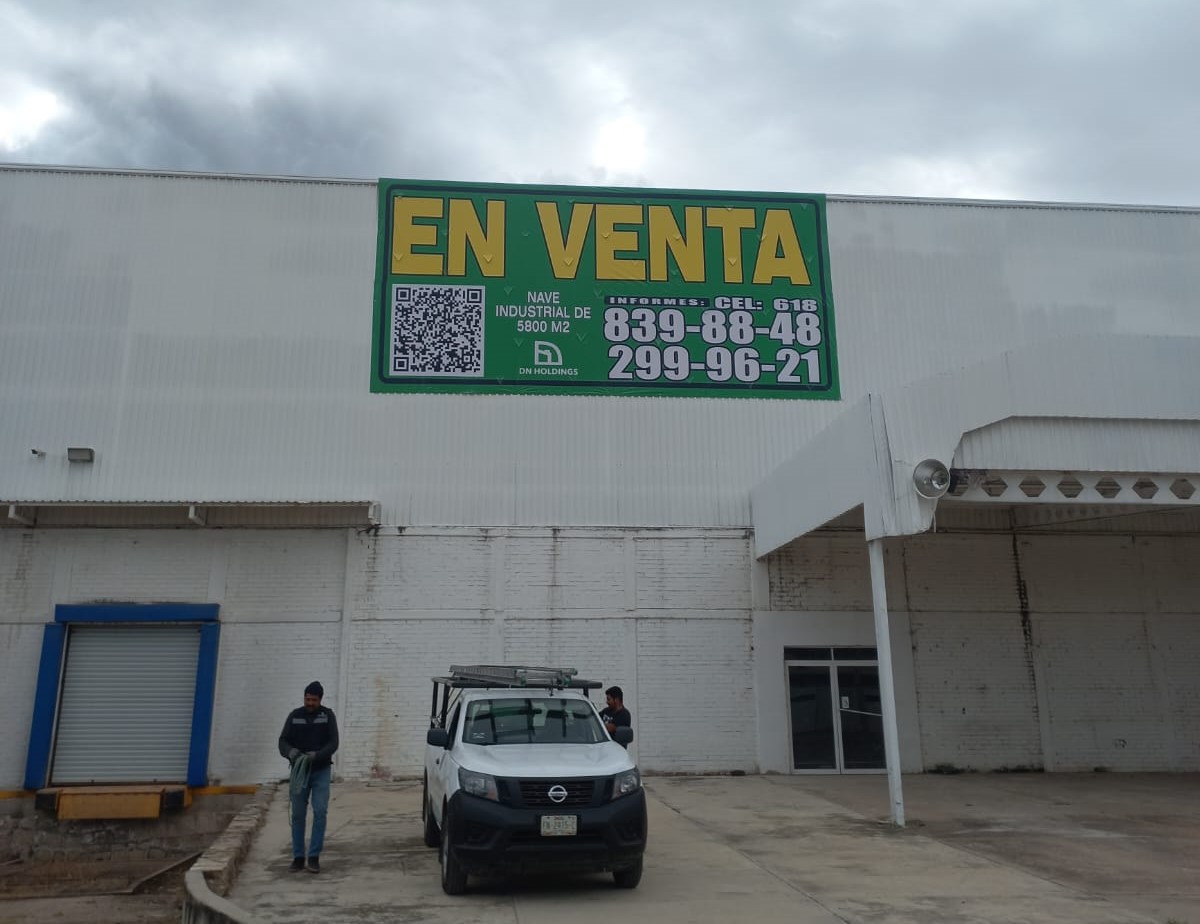 EN VENTA
NAVE
INDUSTRIAL DE
5800 M2
DN HOLDINGS
INFORMES: CEL: 618
839-88-48
299-96-21